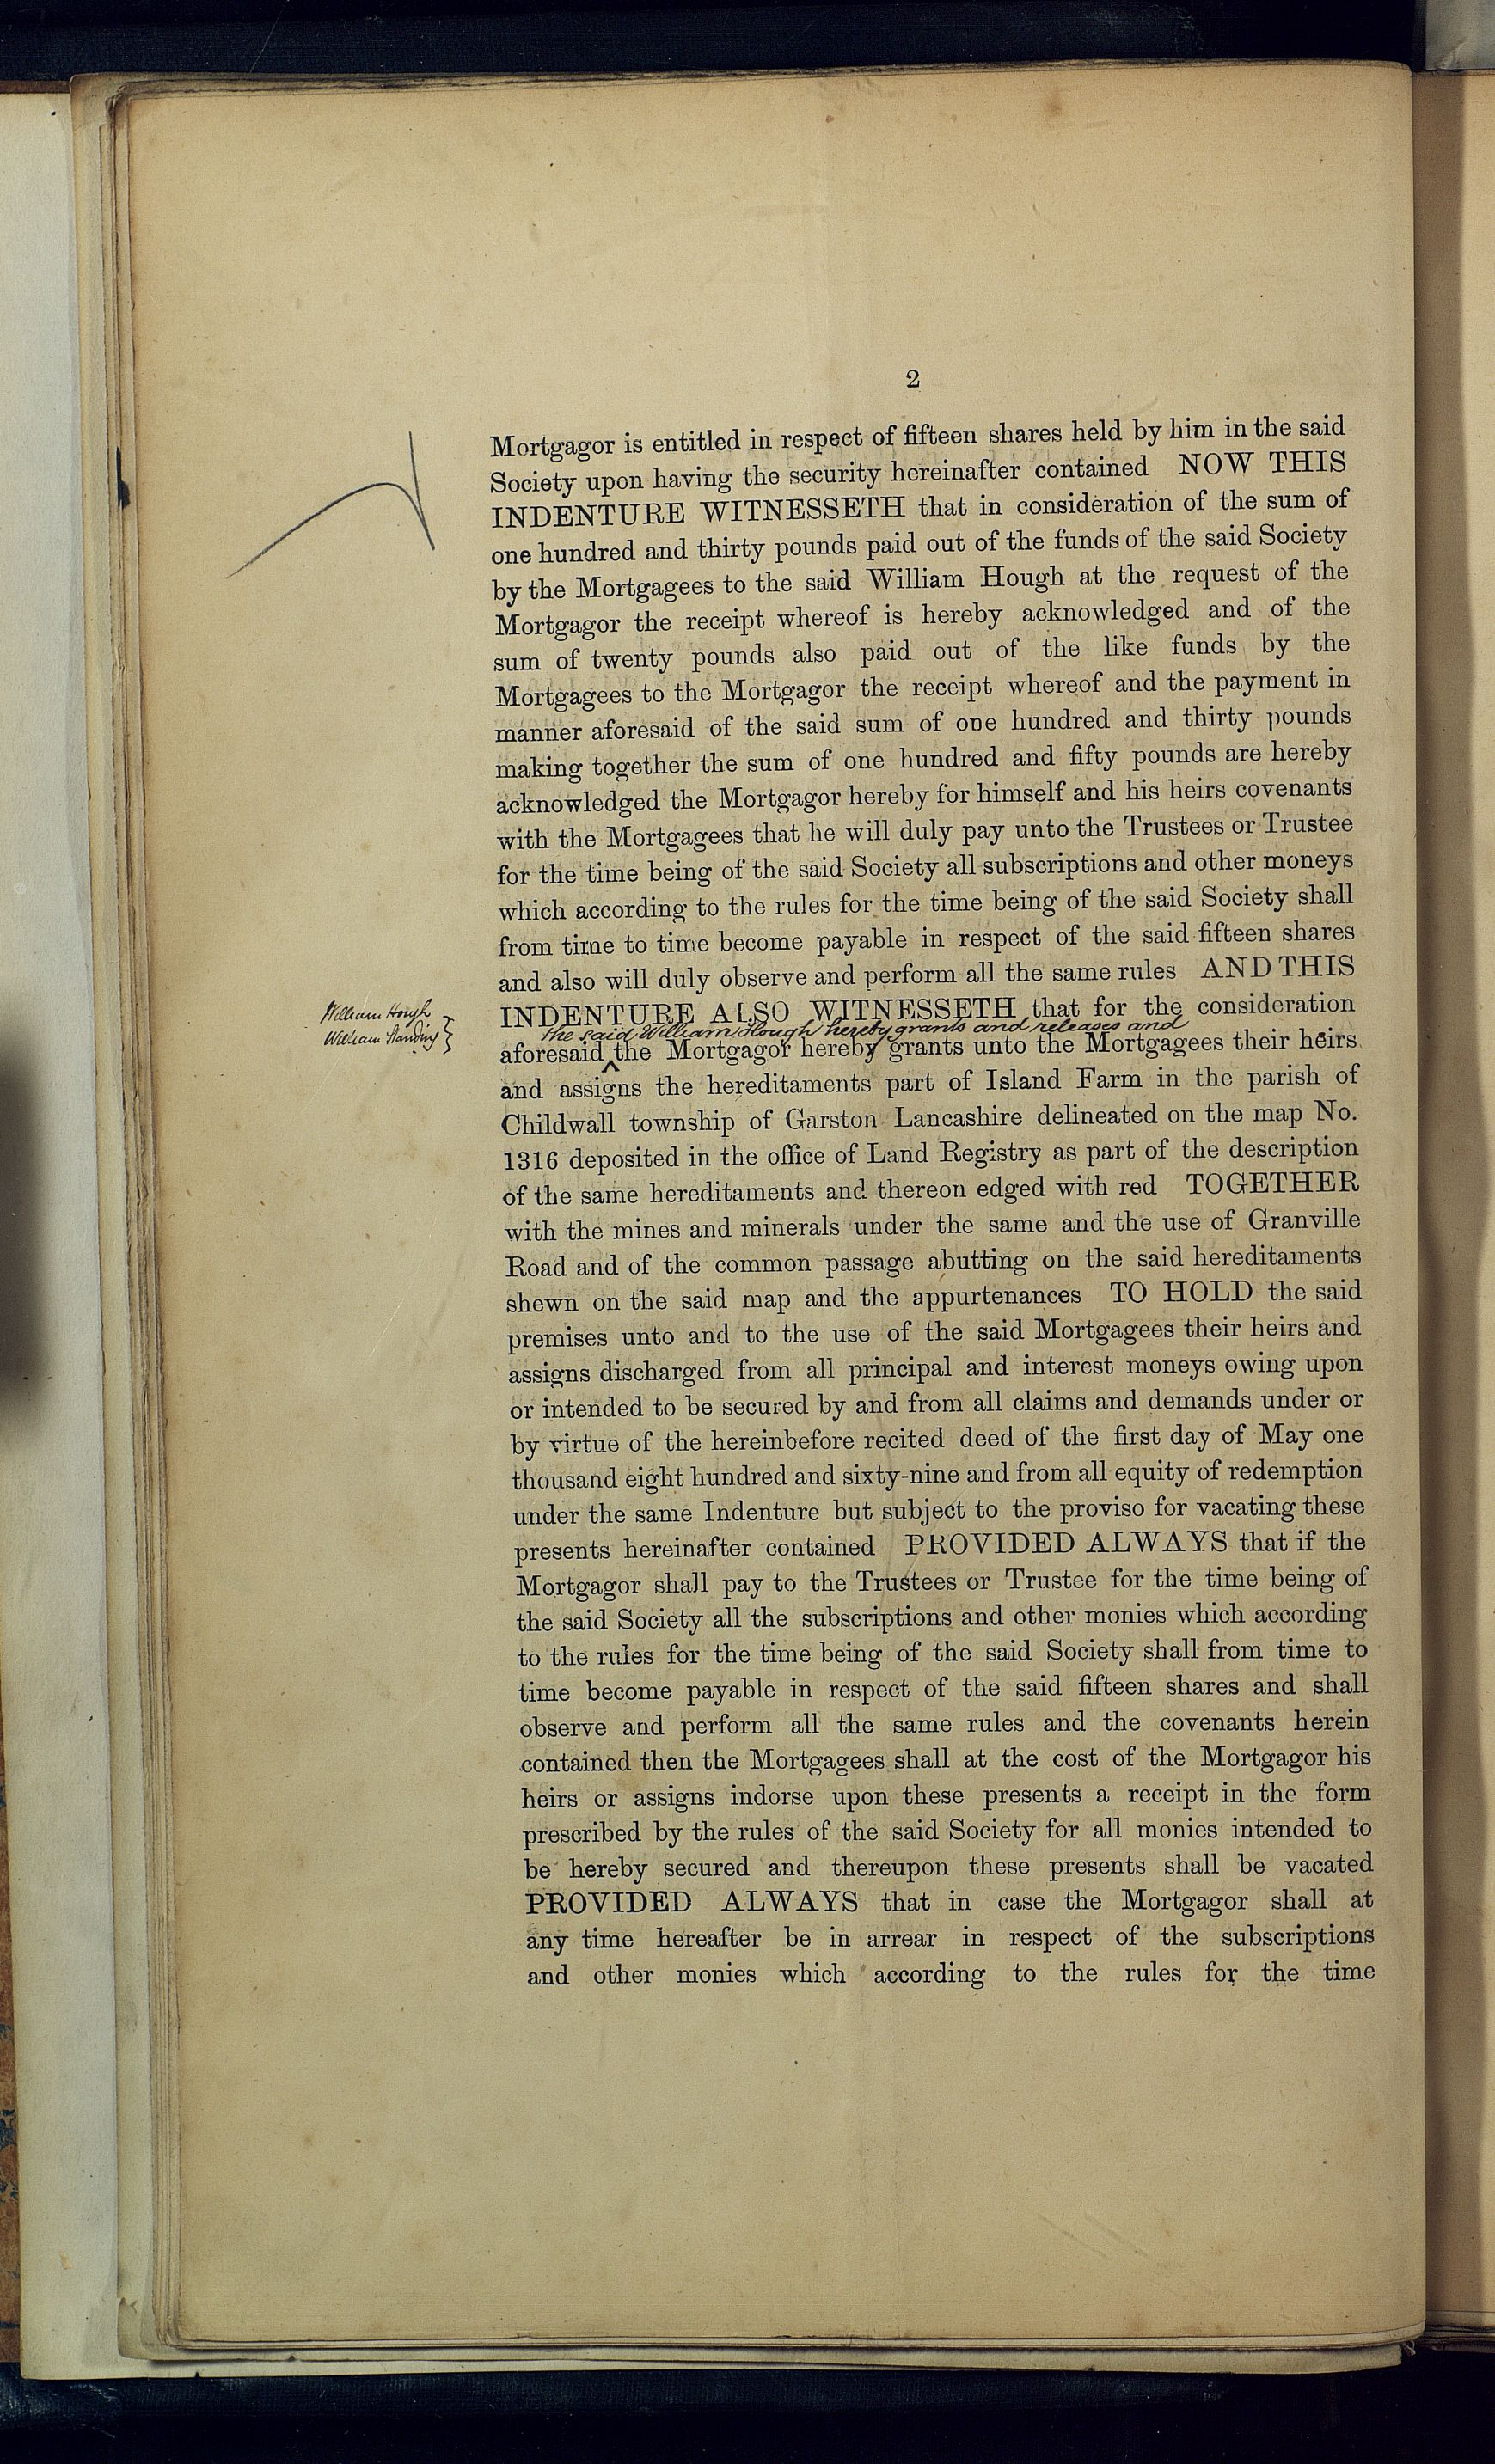 2
Mortgagor is entitled in respect of fifteen shares held by him in the said
Society upon having the security hereinafter contained NOW THIS
INDENTURE WITNESSETH that in consideration of the sum of
one hundred and thirty pounds paid out of the funds of the said Society
by the Mortgagees to the said William Hough at the request of the
Mortgagor the receipt whereof is hereby acknowledged and of the
sum of twenty pounds also paid out of the like funds by the
Mortgagees to the Mortgagor the receipt whereof and the payment in
manner aforesaid of the said sum of one hundred and thirty pounds
making together the sum of one hundred and fifty pounds are hereby
acknowledged the Mortgagor hereby for himself and his heirs covenants
with the Mortgagees that he will duly pay unto the Trustees or Trustee
for the time being of the said Society all subscriptions and other moneys
which according to the rules for the time being of the said Society shall
from time to time become payable in respect of the said fifteen shares
and also will duly observe and perform all the same rules AND THIS
William Hough
William Standing
INDENTURE ALSO WITNESSETH that for the consideration
the said William Hough hereby grants and releases and
aforesaid the Mortgagor hereby grants unto the Mortgagees their heirs
and assigns the hereditaments part of Island Farm in the parish of
Childwall township of Garston Lancashire delineated on the map No.
1316 deposited in the office of Land Registry as part of the description
of the same hereditaments and thereon edged with red TOGETHER
with the mines and minerals under the same and the use of Granville
Road and of the common passage abutting on the said hereditaments
shewn on the said map and the appurtenances TO HOLD the said
premises unto and to the use of the said Mortgagees their heirs and
assigns discharged from all principal and interest moneys owing upon
or intended to be secured by and from all claims and demands under or
by virtue of the hereinbefore recited deed of the first day of May one
thousand eight hundred and sixty-nine and from all equity of redemption
under the same Indenture but subject to the proviso for vacating these
presents hereinafter contained PROVIDED ALWAYS that if the
Mortgagor shall pay to the Trustees or Trustee for the time being of
the said Society all the subscriptions and other monies which according
to the rules for the time being of the said Society shall from time to
time become payable in respect of the said fifteen shares and shall
observe and perform all the same rules and the covenants herein
contained then the Mortgagees shall at the cost of the Mortgagor his
heirs or assigns indorse upon these presents a receipt in the form
prescribed by the rules of the said Society for all monies intended to
be hereby secured and thereupon these presents shall be vacated
PROVIDED ALWAYS that in case the Mortgagor shall at
any time hereafter be in arrear in respect of the subscriptions
and other monies which according to the rules for the time